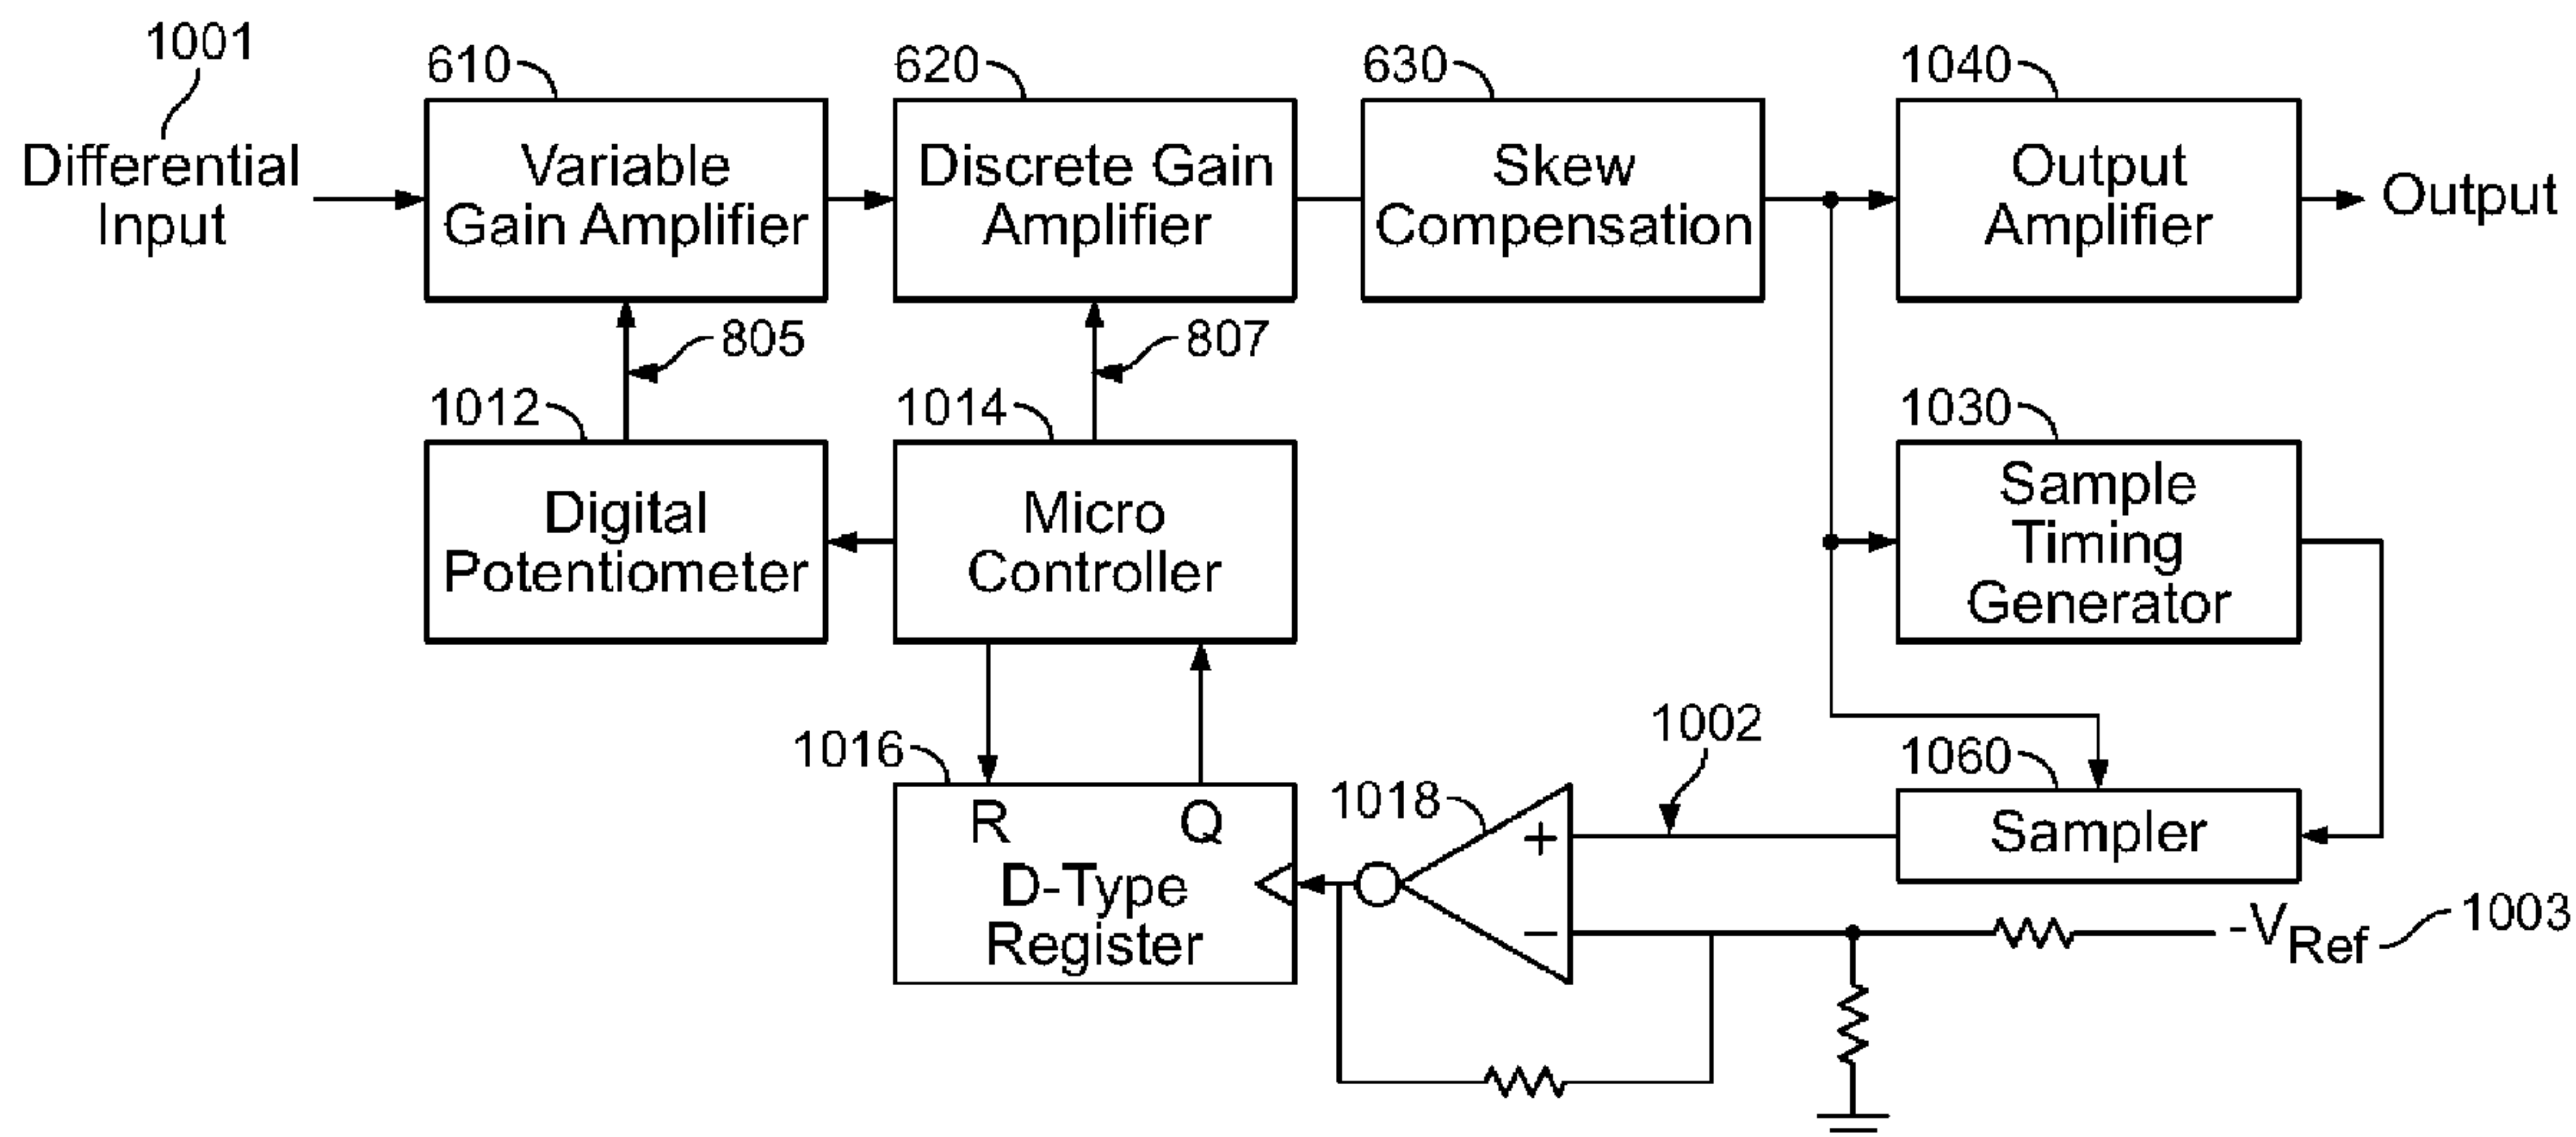 1001
Differential
Input
610
Variable
Gain Amplifier
620
Discrete Gain
Amplifier
630
Skew
Compensation
1040
Output
Amplifier
Output
805
807
1012
Digital
Potentiometer
1014
Micro
Controller
1030
Sample
Timing
Generator
1016
R Q
D-Type
Register
1018
+
−
1002
1060
Sampler
-VRef
1003